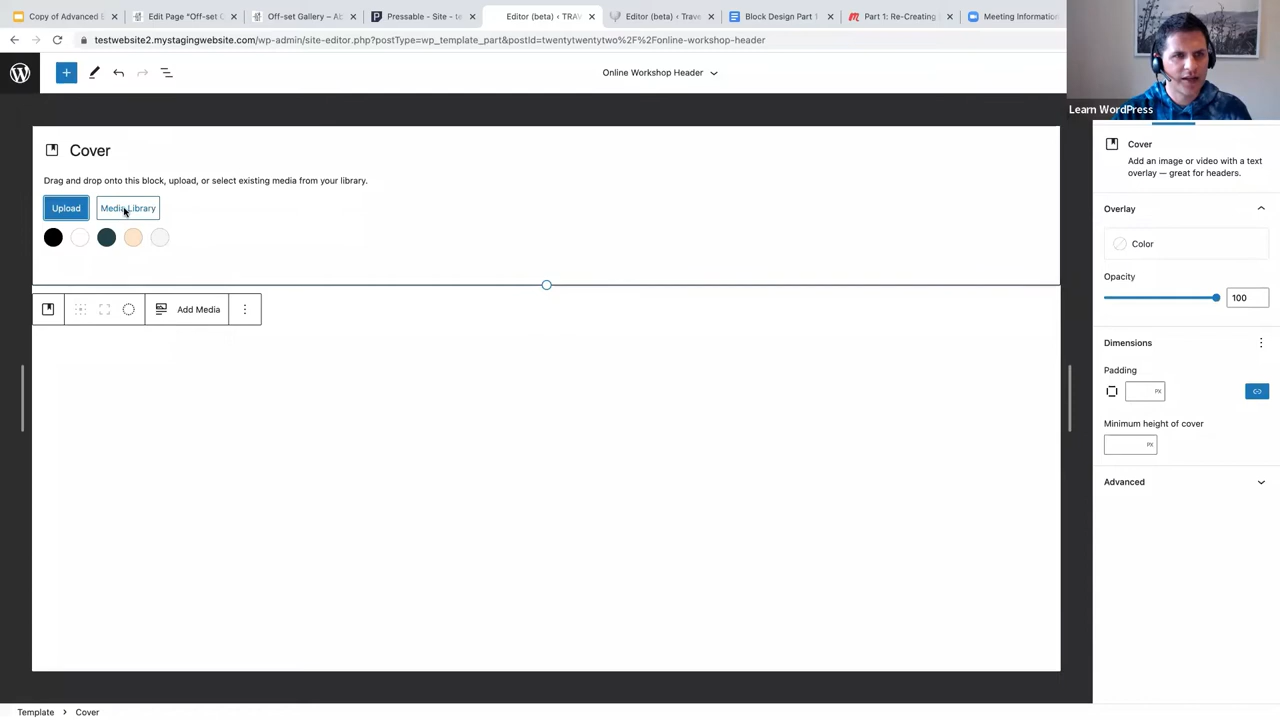 Copy of Advanced E
Edit Page "Off-set G
Off-set Gallery – Ab
Pressable - Site - te
Editor (beta) ‹ TRAV
Editor (beta) ‹ Trave
Block Design Part 1
Part 1: Re-Creating
Meeting Information
testwebsite2.mystagingwebsite.com/wp-admin/site-editor.php?postType=wp_template_part&postId=twentytwentytwo%2F%2Fonline-workshop-header
Online Workshop Header
Learn WordPress
Cover
Drag and drop onto this block, upload, or select existing media from your library.
Upload
Media Library
Add Media
Cover
Add an image or video with a text
overlay — great for headers.
Overlay
Color
Opacity
100
Dimensions
Padding
PX
Minimum height of cover
PX
Advanced
Template > Cover